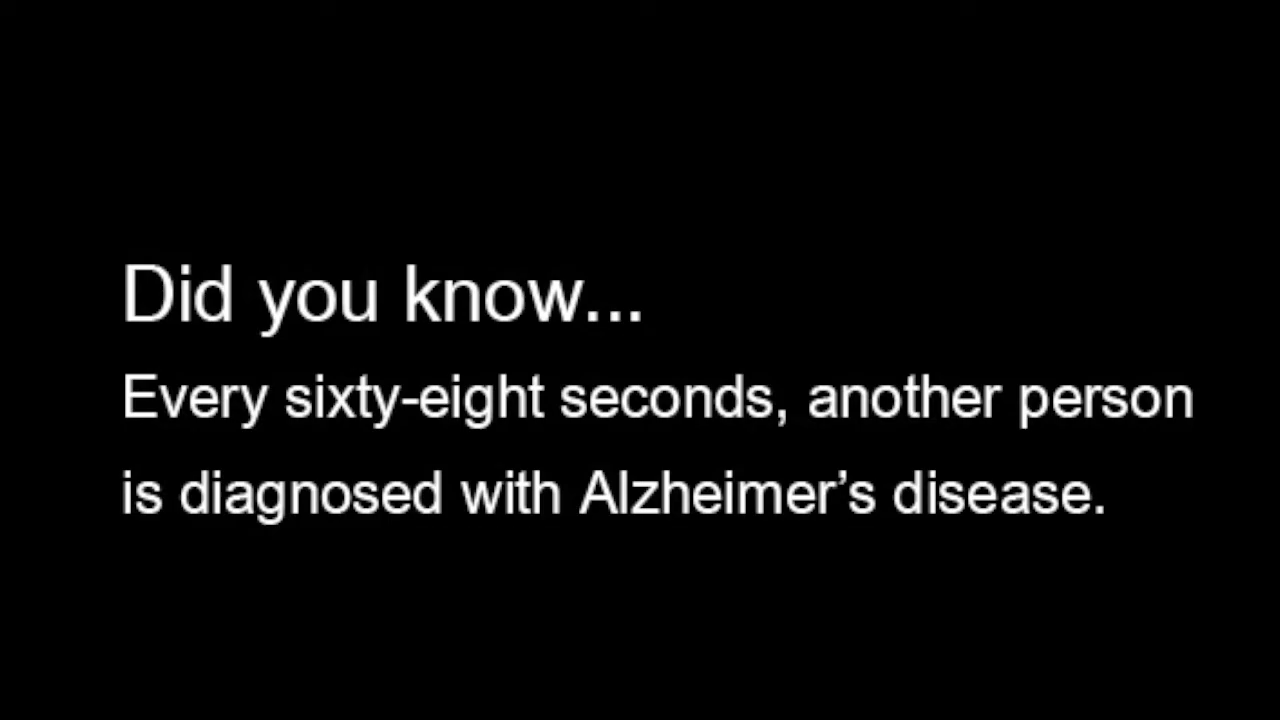 Did you know...
Every sixty-eight seconds, another person
is diagnosed with Alzheimer’s disease.